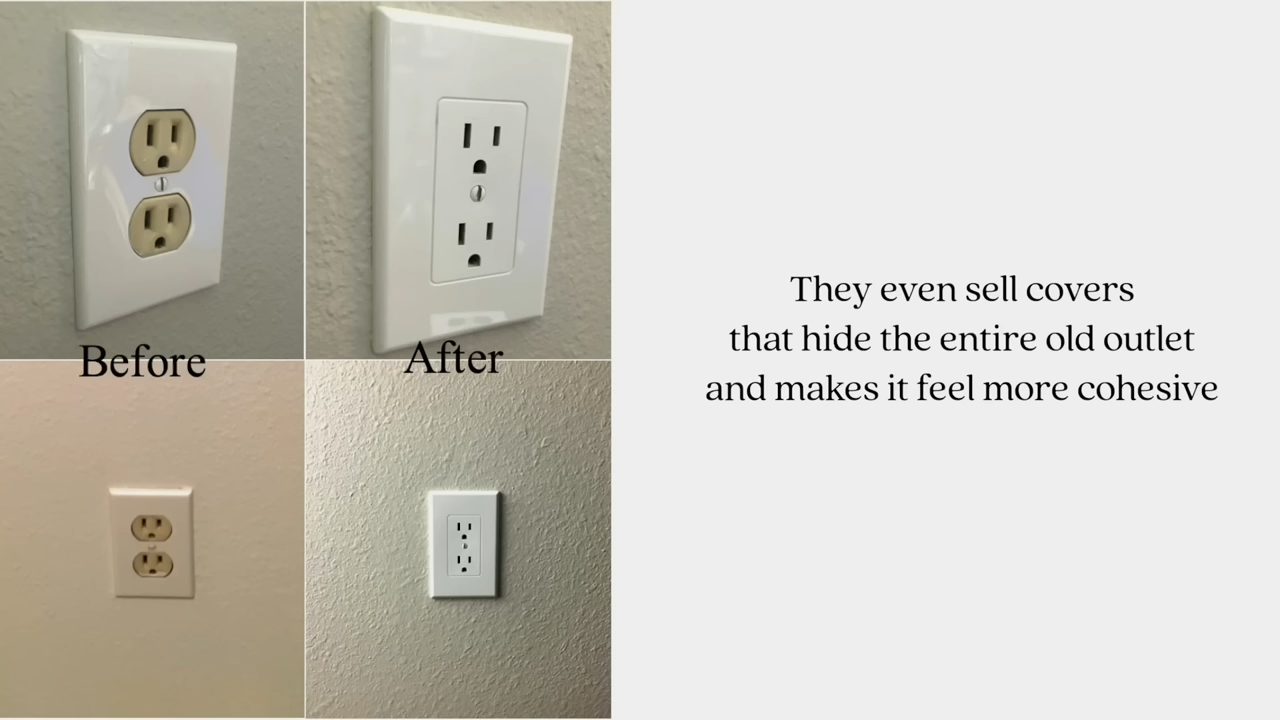 Before
After
They even sell covers
that hide the entire old outlet
and makes it feel more cohesive